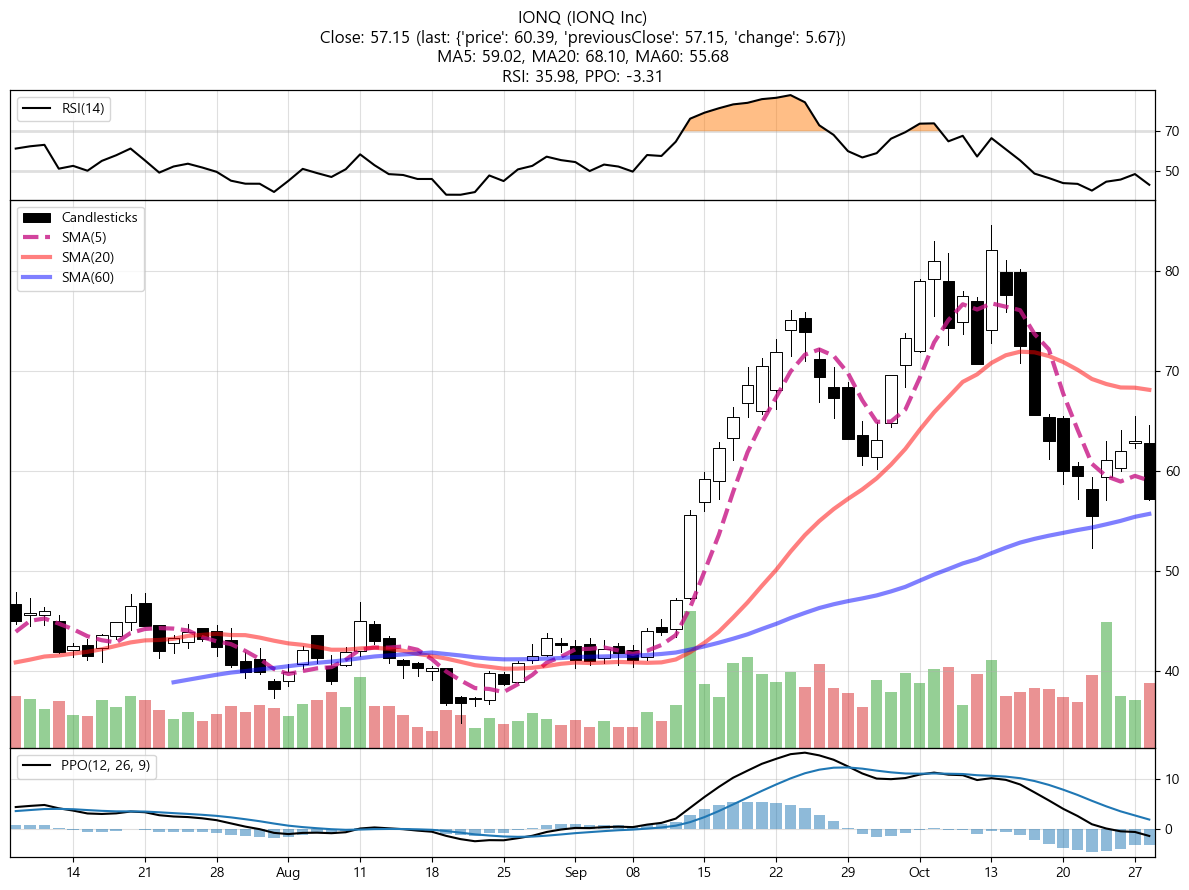 IONQ (IONQ Inc)
Close: 57.15 (last: {'price': 60.39, 'previousClose': 57.15, 'change': 5.67})
MA5: 59.02, MA20: 68.10, MA60: 55.68
RSI: 35.98, PPO: -3.31
RSI(14)
70
50
Candlesticks
SMA(5)
SMA(20)
SMA(60)
80
70
60
50
40
PPO(12, 26, 9)
10
0
14 21 28 Aug 11 18 25 Sep 08 15 22 29 Oct 06 13 20 27